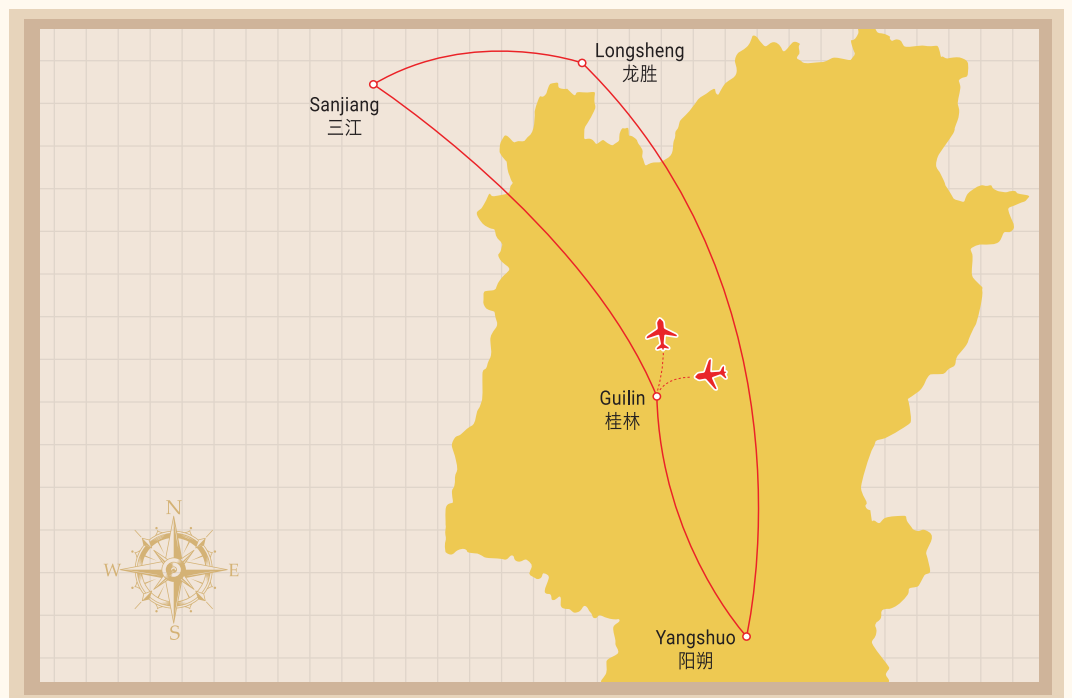 Longsheng
龙胜
Sanjiang
三江
Guilin
桂林
N
W
E
S
Yangshuo
阳朔